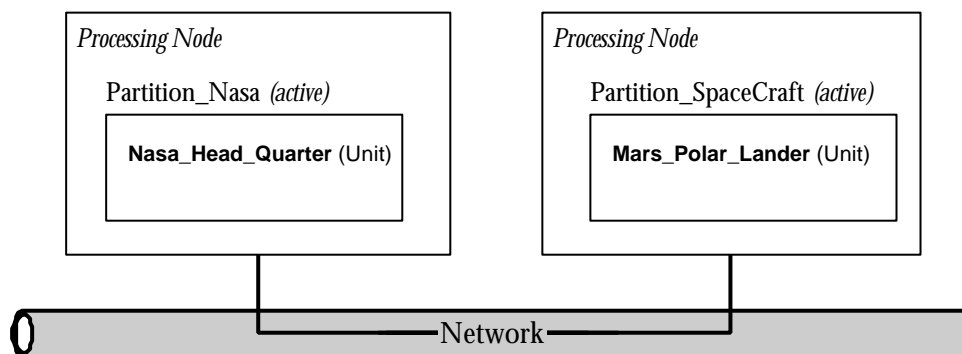 Processing Node
Partition_Nasa (active)
Nasa_Head_Quarter (Unit)
Processing Node
Partition_SpaceCraft (active)
Mars_Polar_Lander (Unit)
Network